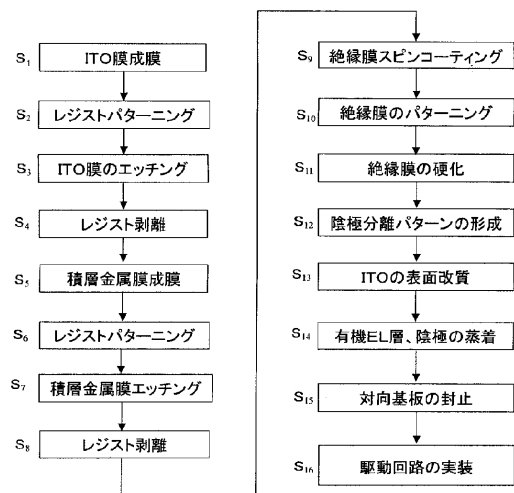 S1 ITO膜成膜
S2 レジストパターニング
S3 ITO膜のエッチング
S4 レジスト剥離
S5 積層金属膜成膜
S6 レジストパターニング
S7 積層金属膜エッチング
S8 レジスト剥離
S9 絶縁膜スピンコーティング
S10 絶縁膜のパターニング
S11 絶縁膜の硬化
S12 陰極分離パターンの形成
S13 ITOの表面改質
S14 有機EL層、陰極の蒸着
S15 対向基板の封止
S16 駆動回路の実装